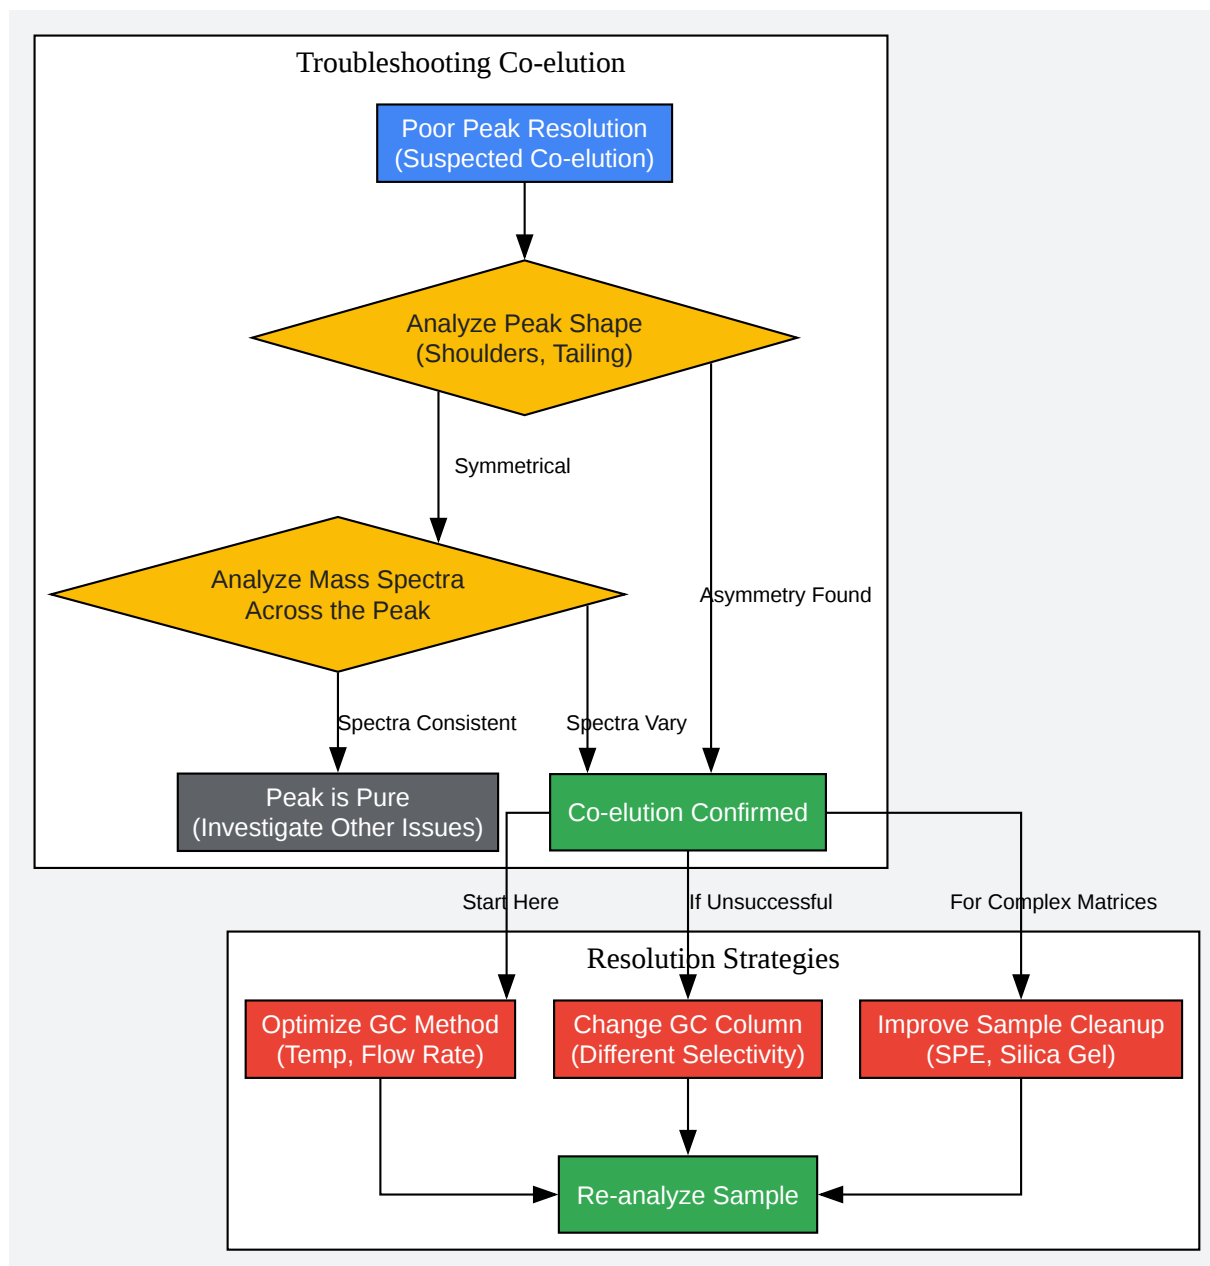 Troubleshooting Co-elution
Poor Peak Resolution
(Suspected Co-elution)
Analyze Peak Shape
(Shoulders, Tailing)
Symmetrical
Analyze Mass Spectra
Across the Peak
Asymmetry Found
Spectra Consistent
Spectra Vary
Peak is Pure
(Investigate Other Issues)
Co-elution Confirmed
Start Here
If Unsuccessful
For Complex Matrices
Resolution Strategies
Optimize GC Method
(Temp, Flow Rate)
Change GC Column
(Different Selectivity)
Improve Sample Cleanup
(SPE, Silica Gel)
Re-analyze Sample